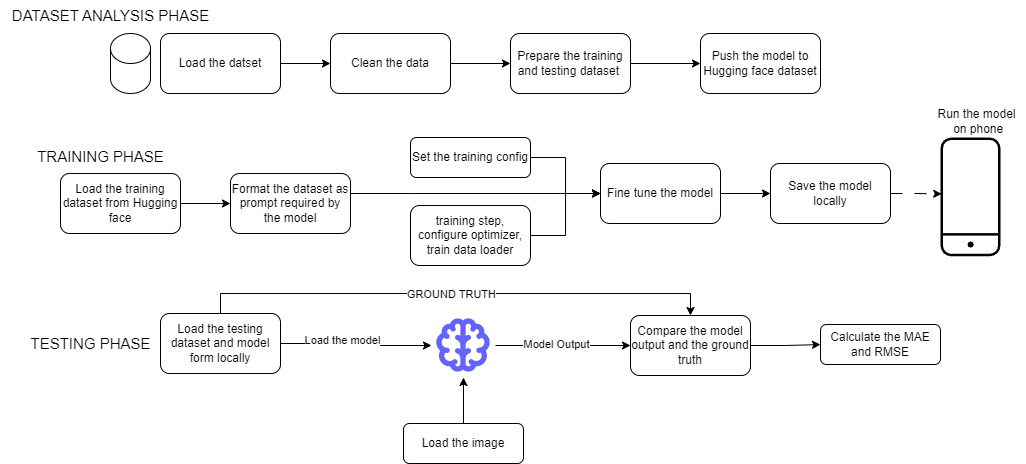 DATASET ANALYSIS PHASE
Load the datset
Clean the data
Prepare the training
and testing dataset
Push the model to
Hugging face dataset
Run the model
on phone
TRAINING PHASE
Load the training
dataset from Hugging
face
Format the dataset as
prompt required by
the model
Set the training config
training step,
configure optimizer,
train data loader
Fine tune the model
Save the model
locally
GROUND TRUTH
TESTING PHASE
Load the testing
dataset and model
form locally
Load the model
Model Output
Compare the model
output and the ground
truth
Calculate the MAE
and RMSE
Load the image